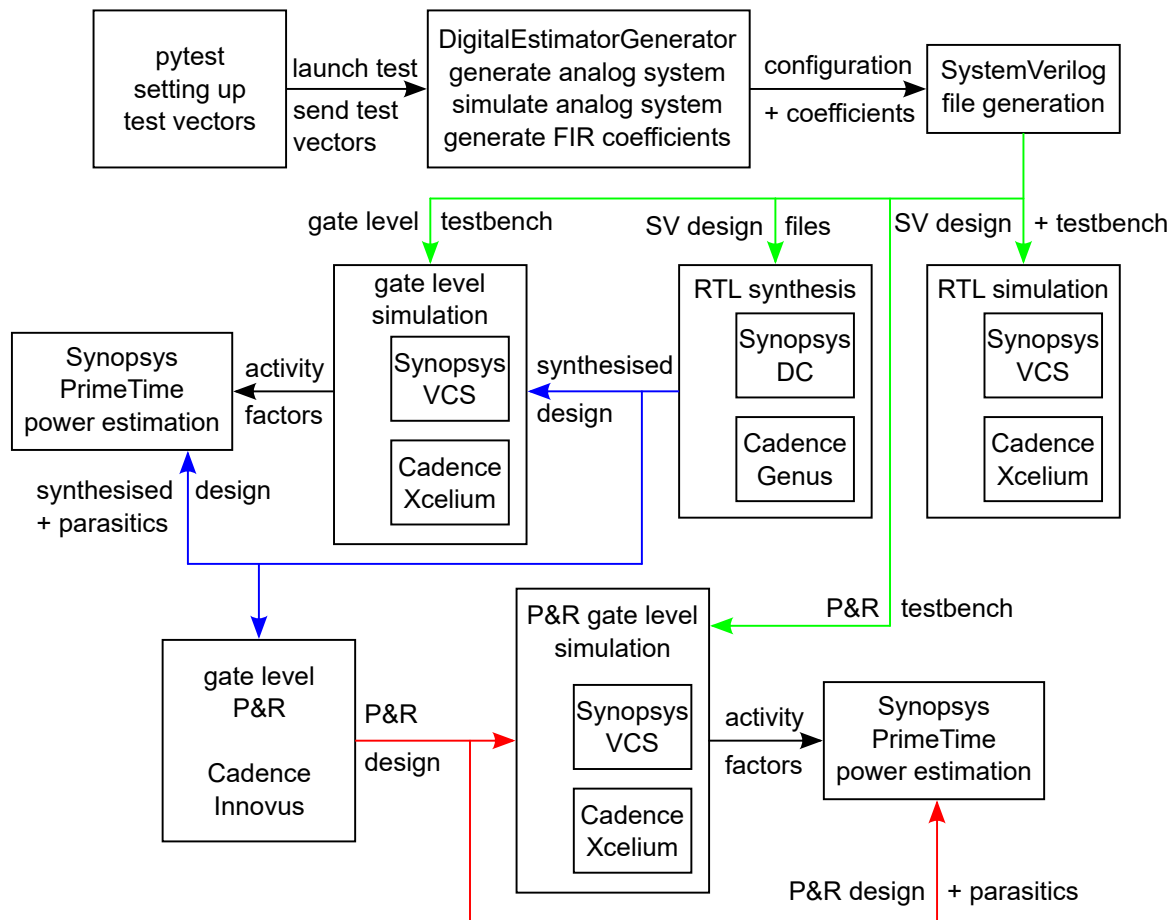 pytest
setting up
test vectors
launch test
send test
vectors
DigitalEstimatorGenerator
generate analog system
simulate analog system
generate FIR coefficients
configuration
+ coefficients
SystemVerilog
file generation
gate level testbench
SV design files
SV design + testbench
gate level
simulation
Synopsys
VCS
Cadence
Xcelium
RTL synthesis
Synopsys
DC
Cadence
Genus
RTL simulation
Synopsys
VCS
Cadence
Xcelium
synthesised
design
activity
factors
Synopsys
PrimeTime
power estimation
synthesised design
+ parasitics
P&R testbench
gate level
P&R
Cadence
Innovus
P&R
design
P&R gate level
simulation
Synopsys
VCS
Cadence
Xcelium
activity
factors
Synopsys
PrimeTime
power estimation
P&R design + parasitics